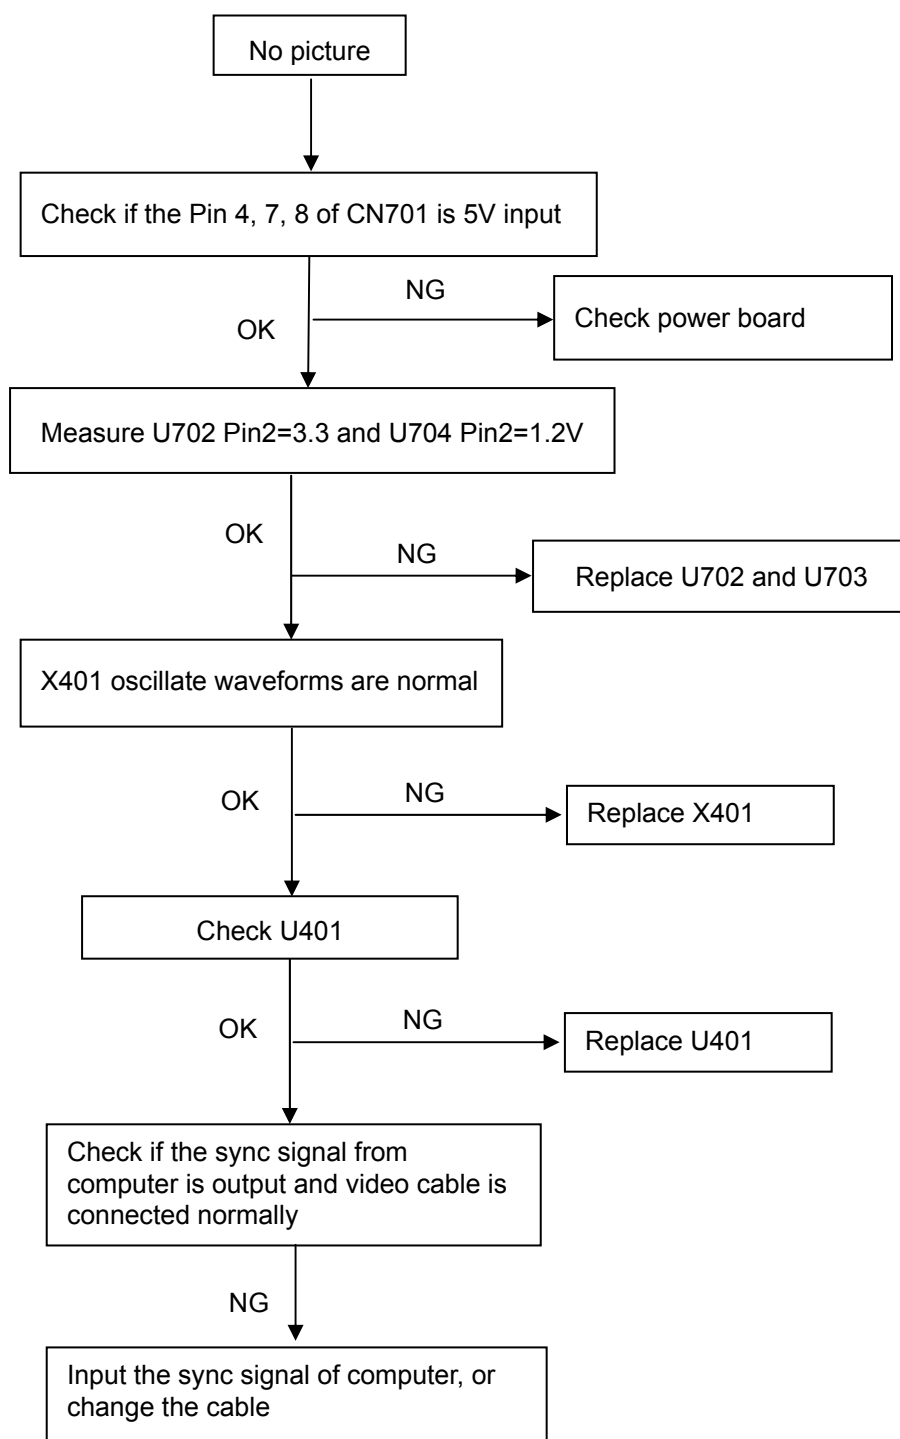 No picture
Check if the Pin 4, 7, 8 of CN701 is 5V input
NG
OK
Check power board
Measure U702 Pin2=3.3 and U704 Pin2=1.2V
OK
NG
Replace U702 and U703
X401 oscillate waveforms are normal
OK
NG
Replace X401
Check U401
OK
NG
Replace U401
Check if the sync signal from
computer is output and video cable is
connected normally
NG
Input the sync signal of computer, or
change the cable